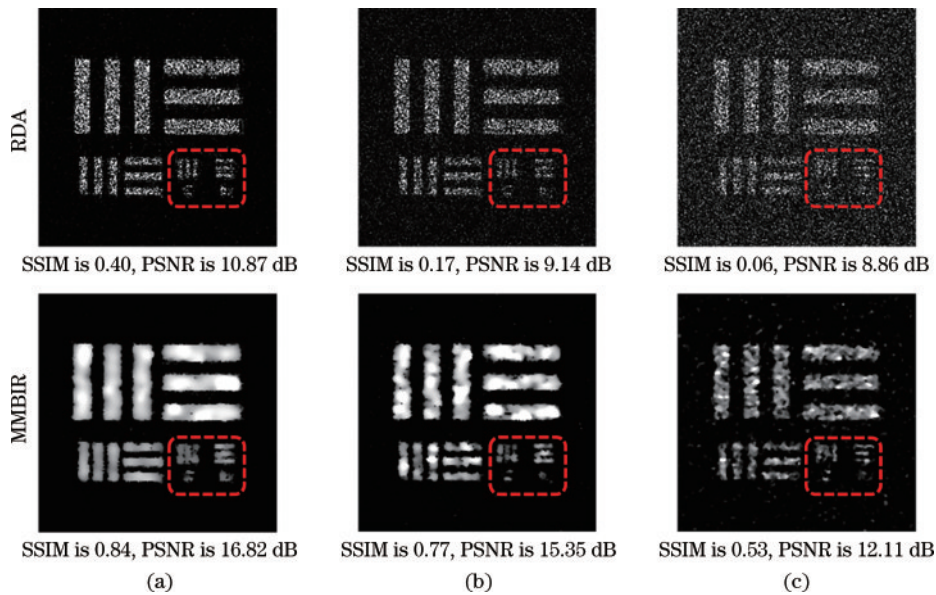 RDA
SSIM is 0.40, PSNR is 10.87 dB
SSIM is 0.17, PSNR is 9.14 dB
SSIM is 0.06, PSNR is 8.86 dB
MMBIR
SSIM is 0.84, PSNR is 16.82 dB
SSIM is 0.77, PSNR is 15.35 dB
SSIM is 0.53, PSNR is 12.11 dB
(a)
(b)
(c)